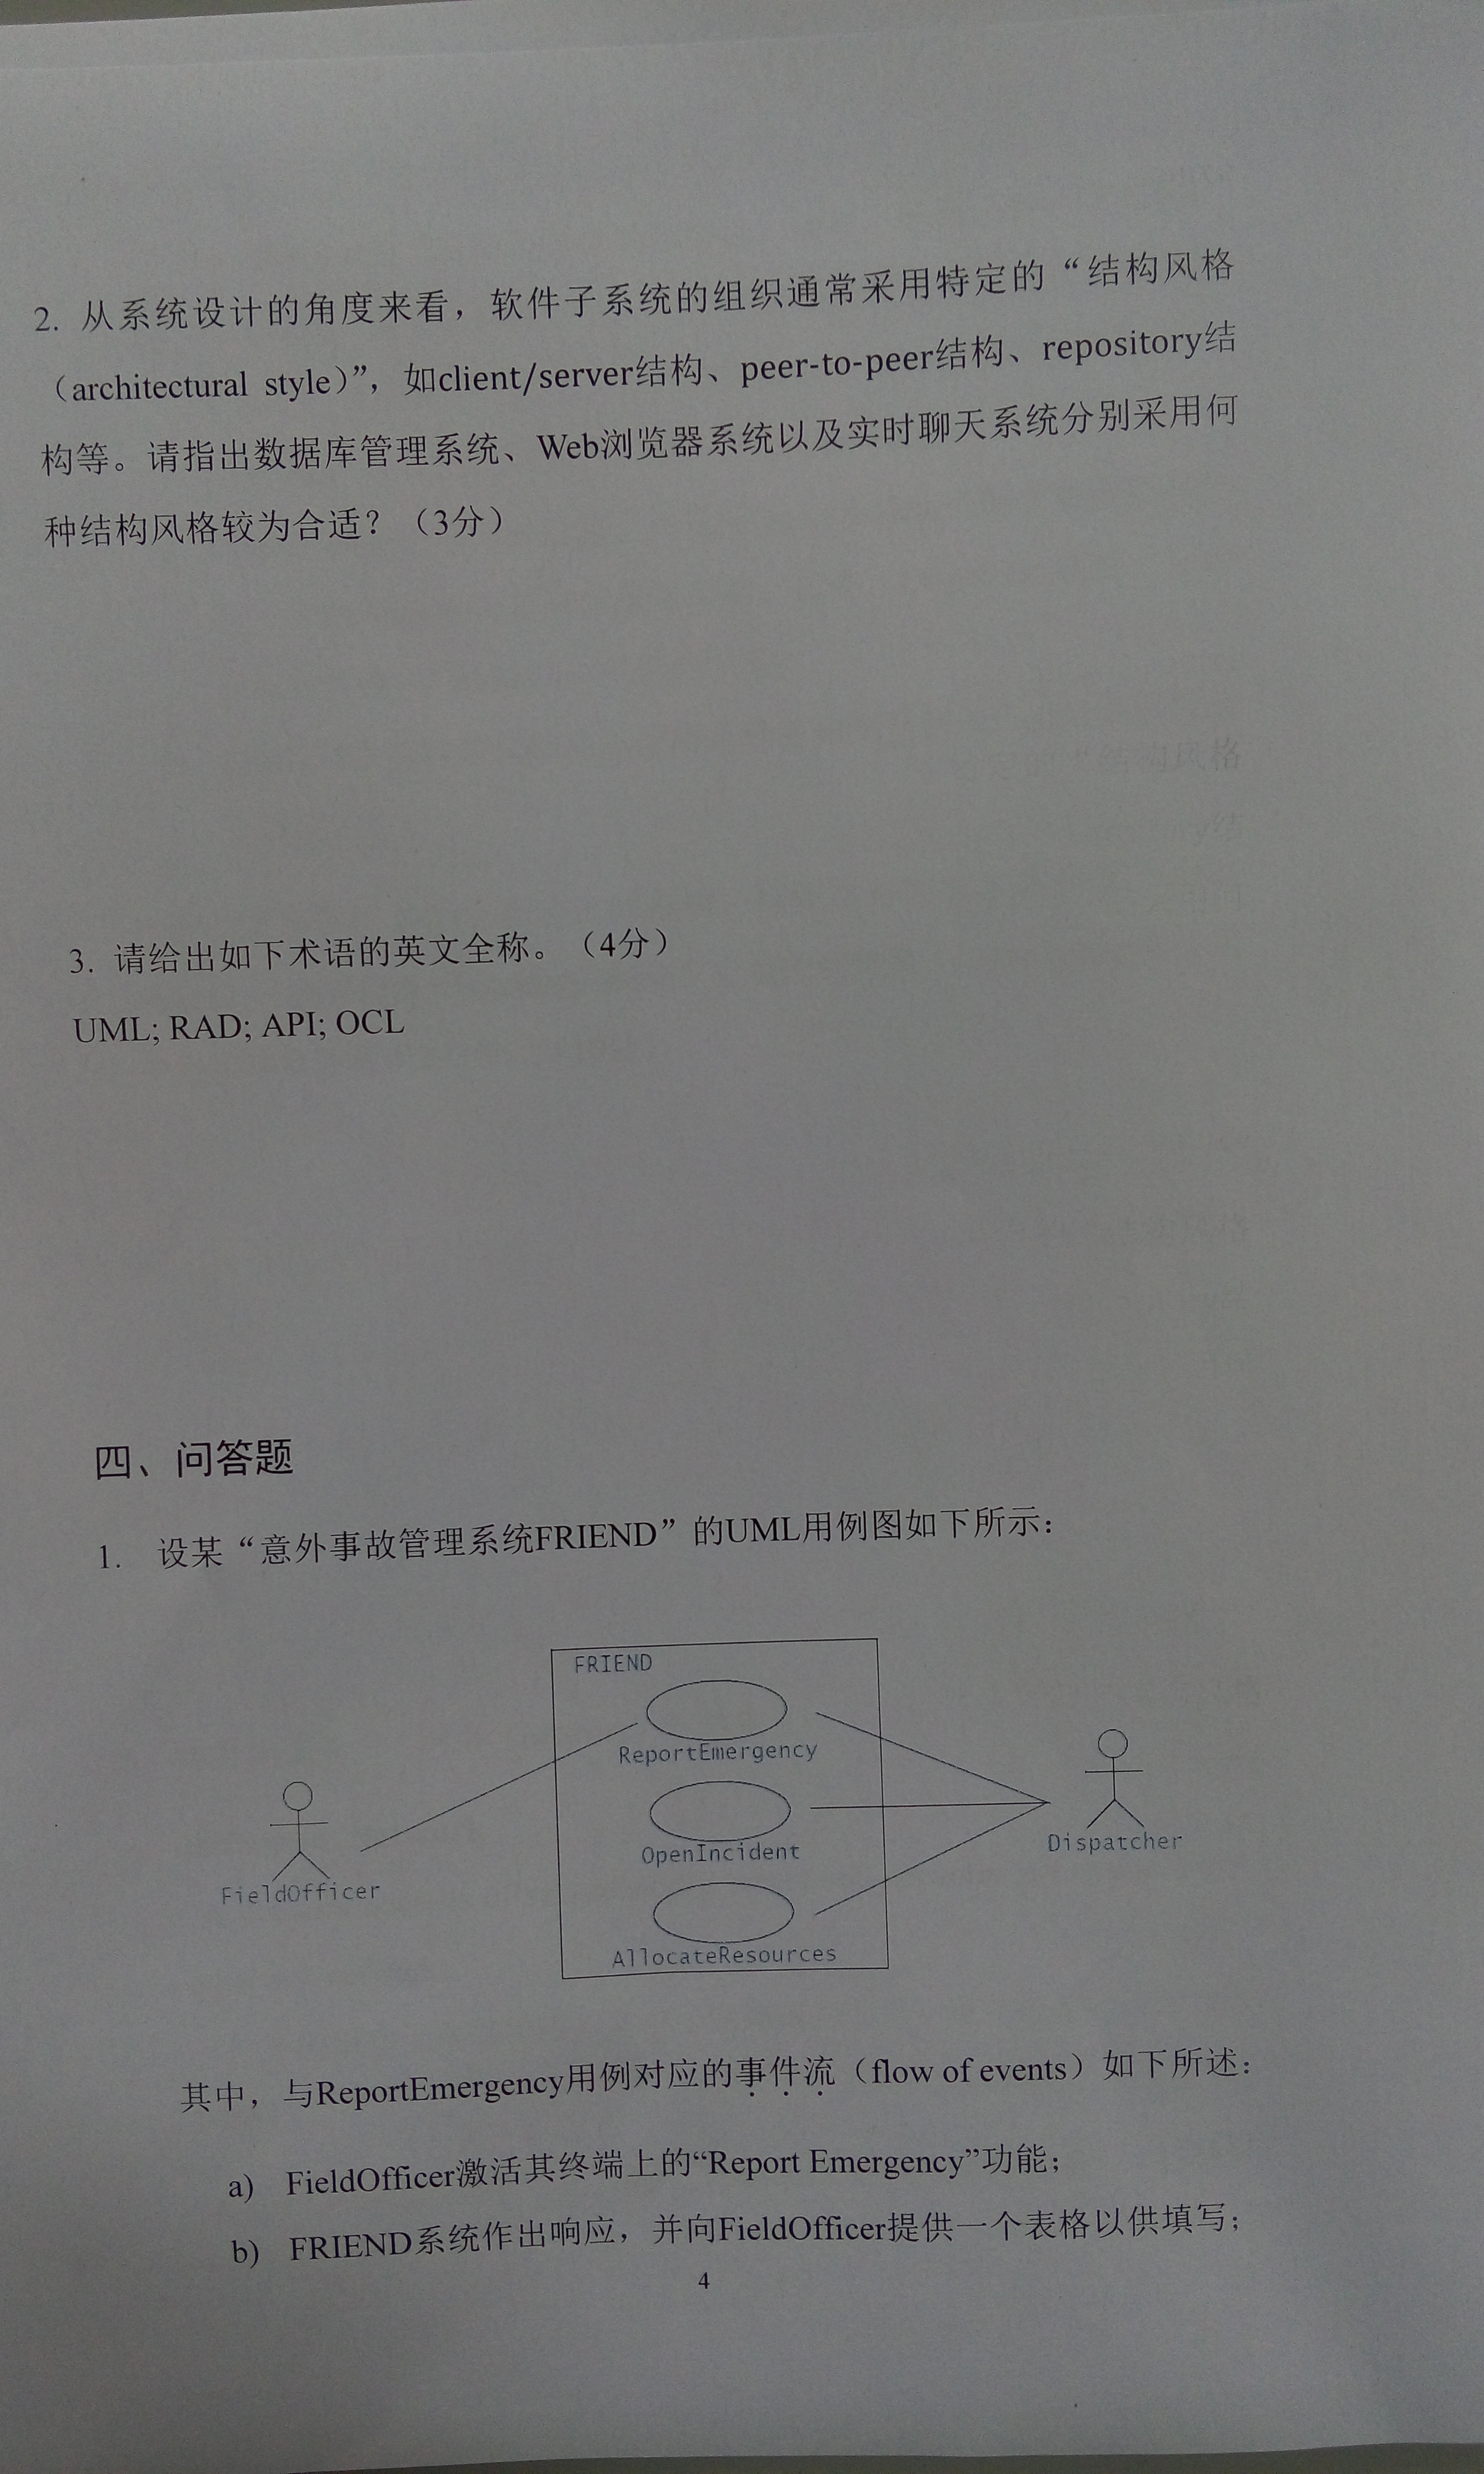 2. 从系统设计的角度来看，软件子系统的组织通常采用特定的“结构风格
（architectural style）”，如client/server结构、peer-to-peer结构、repository结
构等。请指出数据库管理系统、Web浏览器系统以及实时聊天系统分别采用何
种结构风格较为合适？（3分）
3. 请给出如下术语的英文全称。（4分）
UML; RAD; API; OCL
四、问答题
1. 设某“意外事故管理系统FRIEND”的UML用例图如下所示：
FRIEND
ReportEmergency
OpenIncident
Dispatcher
FieldOfficer
AllocateResources
其中，与ReportEmergency用例对应的事件流（flow of events）如下所述：
a) FieldOfficer激活其终端上的“Report Emergency”功能；
b) FRIEND系统作出响应，并向FieldOfficer提供一个表格以供填写；
4